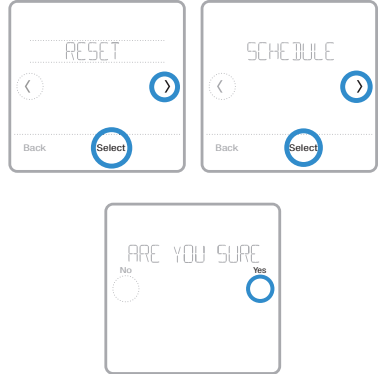 RESET
Back
Select
SCHEDULE
Back
Select
ARE YOU SURE
No
Yes